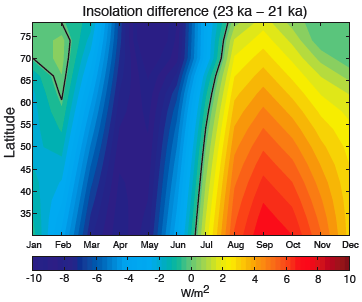 Insolation difference (23 ka − 21 ka)
Latitude
75
70
65
60
55
50
45
40
35
Jan Feb Mar Apr May Jun Jul Aug Sep Oct Nov Dec
-10 -8 -6 -4 -2 0 2 4 6 8 10
W/m2